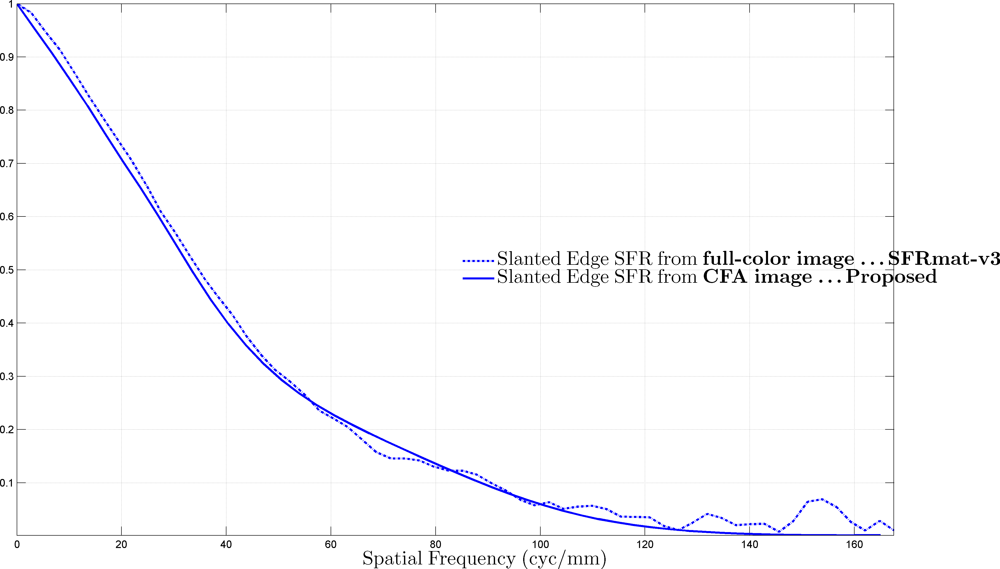 1
0.9
0.8
0.7
0.6
0.5
0.4
0.3
0.2
0.1
Slanted Edge SFR from full-color image ...SFRmat-v3
Slanted Edge SFR from CFA image ...Proposed
0 20 40 60 80 100 120 140 160
Spatial Frequency (cyc/mm)